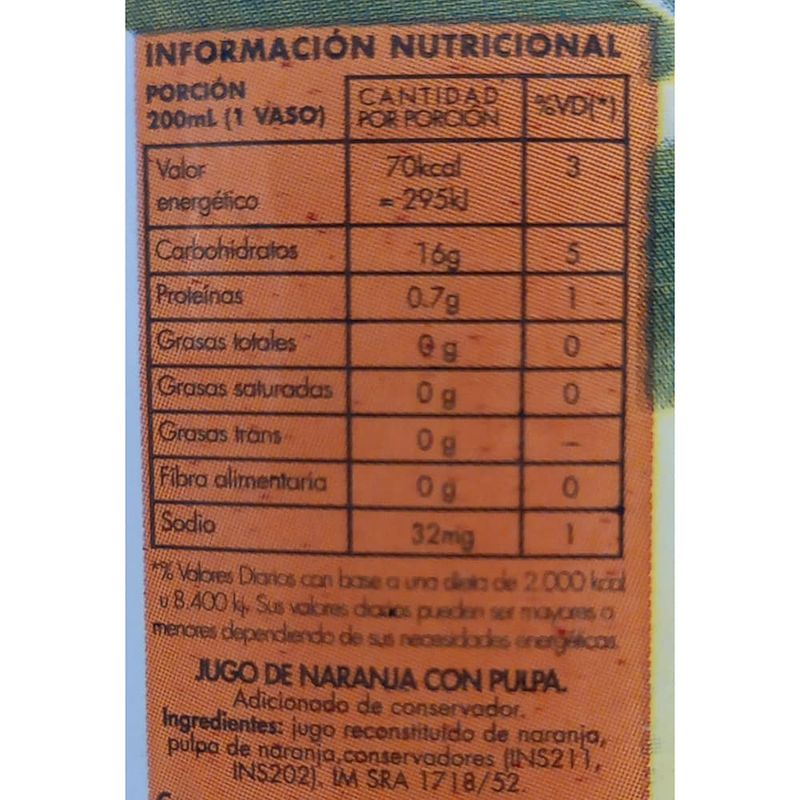 INFORMACIÓN NUTRICIONAL
PORCIÓN
200mL (1 VASO)
CANTIDAD
POR PORCIÓN
%VD(*)
Valor
energético
70kcal
= 295kJ
3
Carbohidratos 16g 5
Proteínas 0.7g 1
Grasas totales 0 g 0
Grasas saturadas 0 g 0
Grasas trans 0 g –
Fibra alimentaria 0 g 0
Sodio 32mg 1
*% Valores Diarios con base a una dieta de 2.000 kcal
u 8.400 kj. Sus valores diarios pueden ser mayores o
menores dependiendo de sus necesidades energéticas.
JUGO DE NARANJA CON PULPA.
Adicionado de conservador.
Ingredientes: jugo reconstituido de naranja,
pulpa de naranja,conservadores (INS211,
INS202). IM SRA 1718/52.